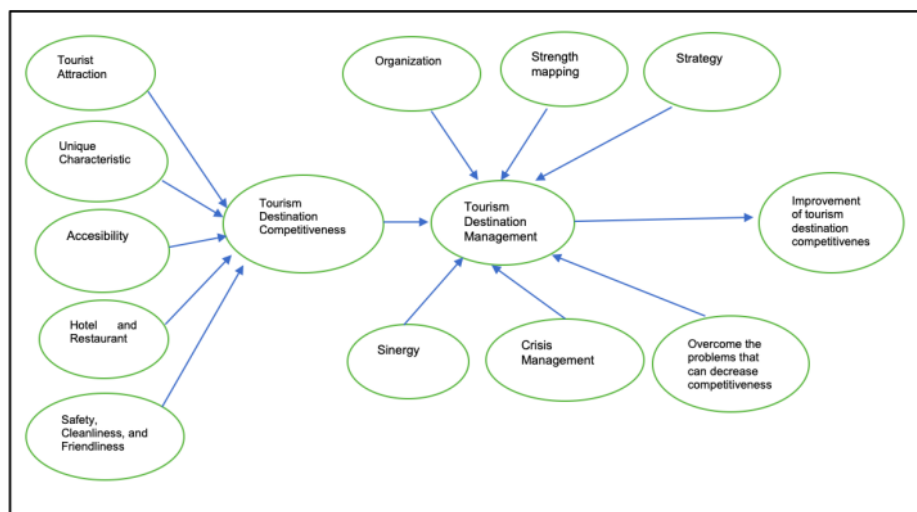 Tourist
Attraction
Unique
Characteristic
Accesibility
Hotel and
Restaurant
Safety,
Cleanliness, and
Friendliness
Tourism
Destination
Competitiveness
Organization
Strength
mapping
Strategy
Tourism
Destination
Management
Sinergy
Crisis
Management
Overcome the
problems that
can decrease
competitiveness
Improvement
of tourism
destination
competitivenes